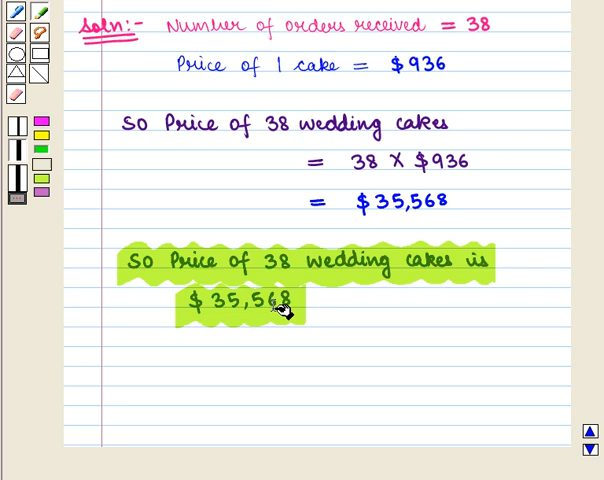 Soln:- Number of orders received = 38
Price of 1 cake = $936
So Price of 38 wedding cakes
= 38 X $936
= $35,568
So Price of 38 wedding cakes is
$35,568